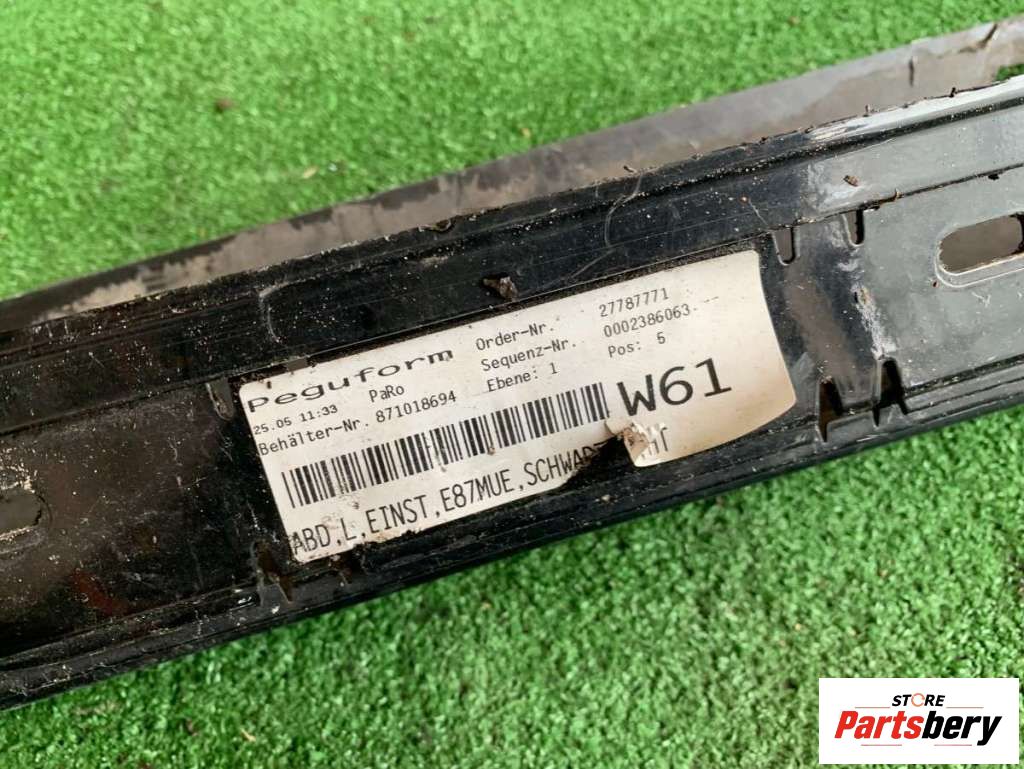 Peguform
Order-Nr. 27787771
25.05 11:33 PaRo
Sequenz-Nr. 0002386063
Behälter-Nr. 871018694
Ebene: 1 Pos: 5
W61
ABD,L,EINST,E87MUE,
STORE
Partsbery